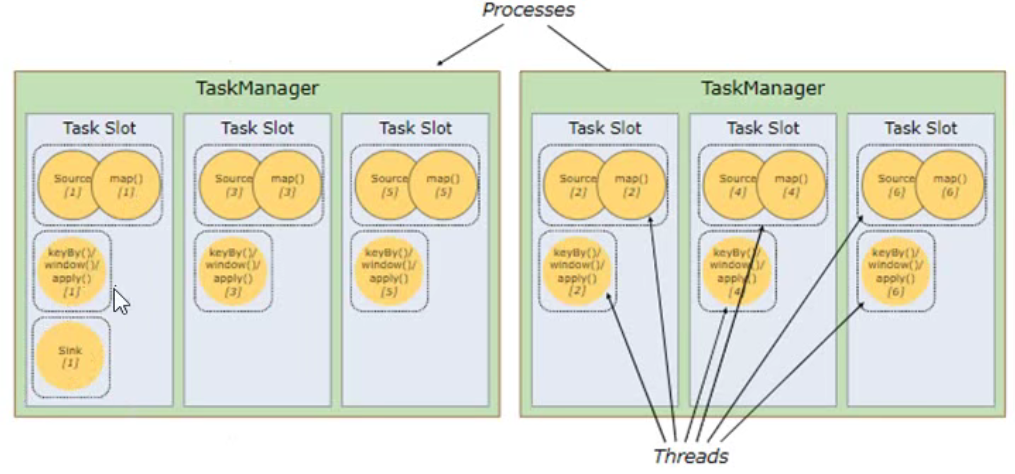 Processes
TaskManager
Task Slot
Source
[1]
map()
[1]
keyBy()/
window()/
apply()
[1]
Sink
[1]
Task Slot
Source
[3]
map()
[3]
keyBy()/
window()/
apply()
[3]
Task Slot
Source
[5]
map()
[5]
keyBy()/
window()/
apply()
[5]
TaskManager
Task Slot
Source
[2]
map()
[2]
keyBy()/
window()/
apply()
[2]
Task Slot
Source
[4]
map()
[4]
keyBy()/
window()/
apply()
[4]
Task Slot
Source
[6]
map()
[6]
keyBy()/
window()/
apply()
[6]
Threads